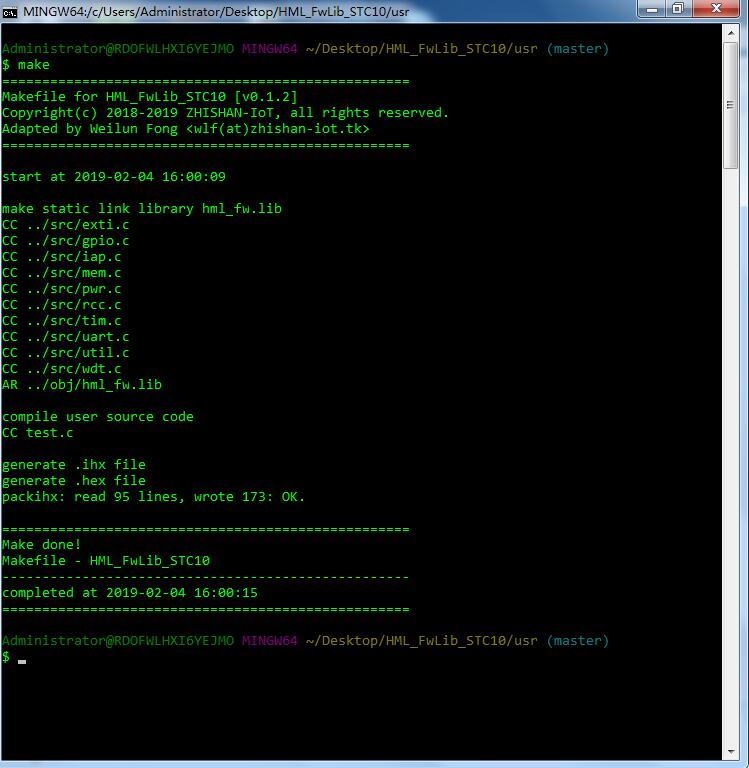 MINGW64:/c/Users/Administrator/Desktop/HML_FwLib_STC10/usr
Administrator@RDOFWLHXI6YEJMO MINGW64 ~/Desktop/HML_FwLib_STC10/usr (master)
$ make
===================================================
Makefile for HML_FwLib_STC10 [v0.1.2]
Copyright(c) 2018-2019 ZHISHAN-IoT, all rights reserved.
Adapted by Weilun Fong <wlf(at)zhishan-iot.tk>
===================================================
start at 2019-02-04 16:00:09
make static link library hml_fw.lib
CC ../src/exti.c
CC ../src/gpio.c
CC ../src/iap.c
CC ../src/mem.c
CC ../src/pwr.c
CC ../src/rcc.c
CC ../src/tim.c
CC ../src/uart.c
CC ../src/util.c
CC ../src/wdt.c
AR ../obj/hml_fw.lib
compile user source code
CC test.c
generate .ihx file
generate .hex file
packihx: read 95 lines, wrote 173: OK.
===================================================
Make done!
Makefile - HML_FwLib_STC10
---------------------------------------------------
completed at 2019-02-04 16:00:15
===================================================
Administrator@RDOFWLHXI6YEJMO MINGW64 ~/Desktop/HML_FwLib_STC10/usr (master)
$